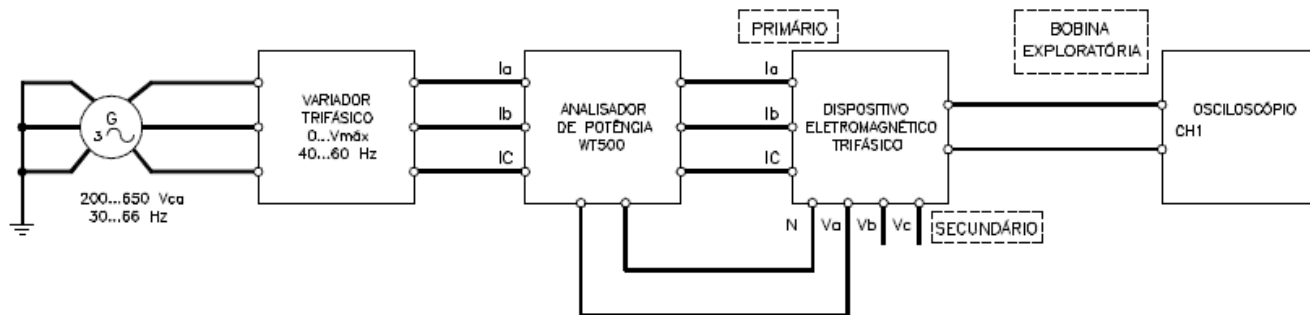 G
3
200...650 Vca
30...66 Hz
VARIADOR
TRIFÁSICO
0...Vmáx
40...60 Hz
Ia
Ib
IC
ANALISADOR
DE POTÊNCIA
WT500
PRIMÁRIO
Ia
Ib
IC
DISPOSITIVO
ELETROMAGNÉTICO
TRIFÁSICO
N
Va
Vb
Vc
SECUNDÁRIO
BOBINA
EXPLORATÓRIA
OSCILOSCÓPIO
CH1